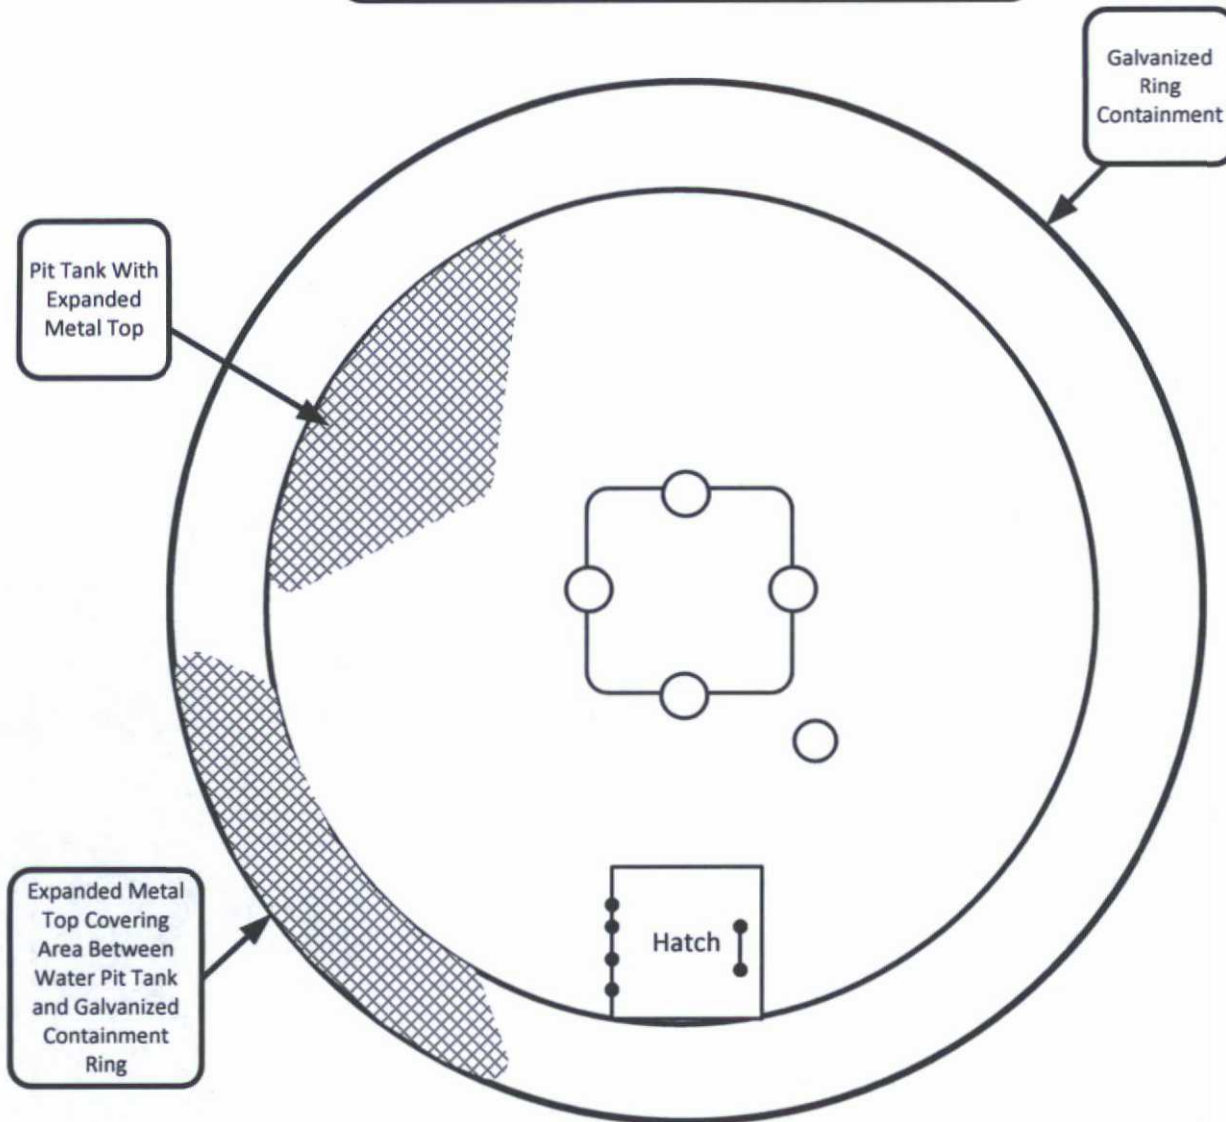 Galvanized
Ring
Containment
Pit Tank With
Expanded
Metal Top
Hatch
Expanded Metal
Top Covering
Area Between
Water Pit Tank
and Galvanized
Containment
Ring